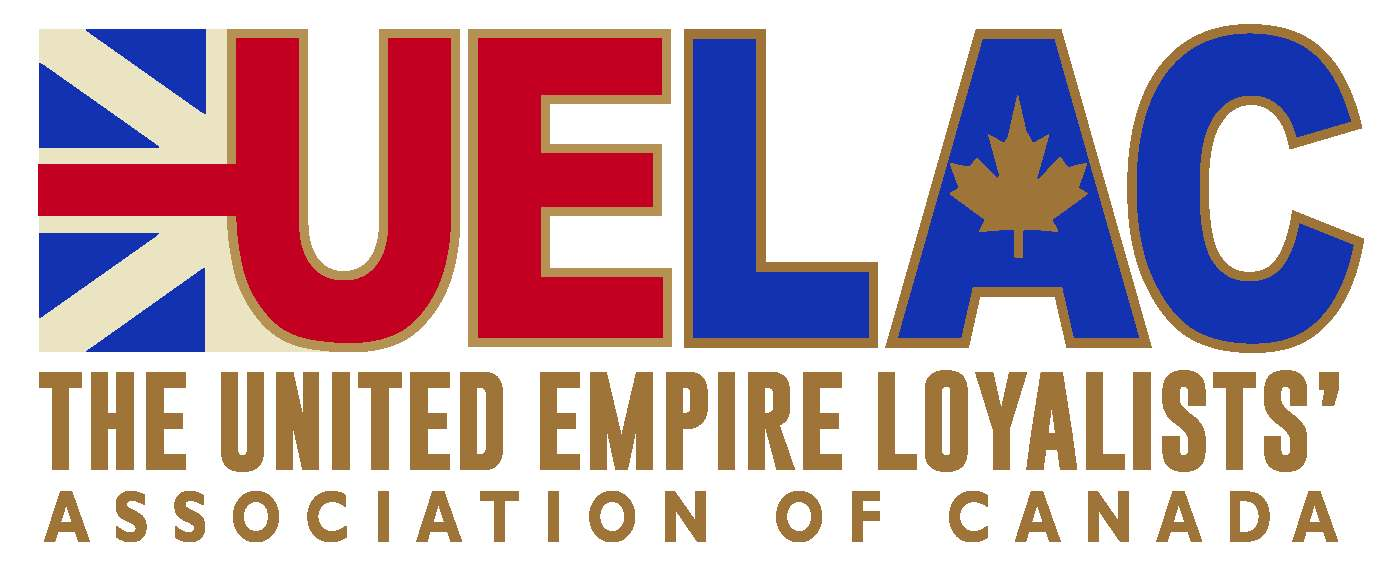 UELAC
THE UNITED EMPIRE LOYALISTS’
ASSOCIATION OF CANADA